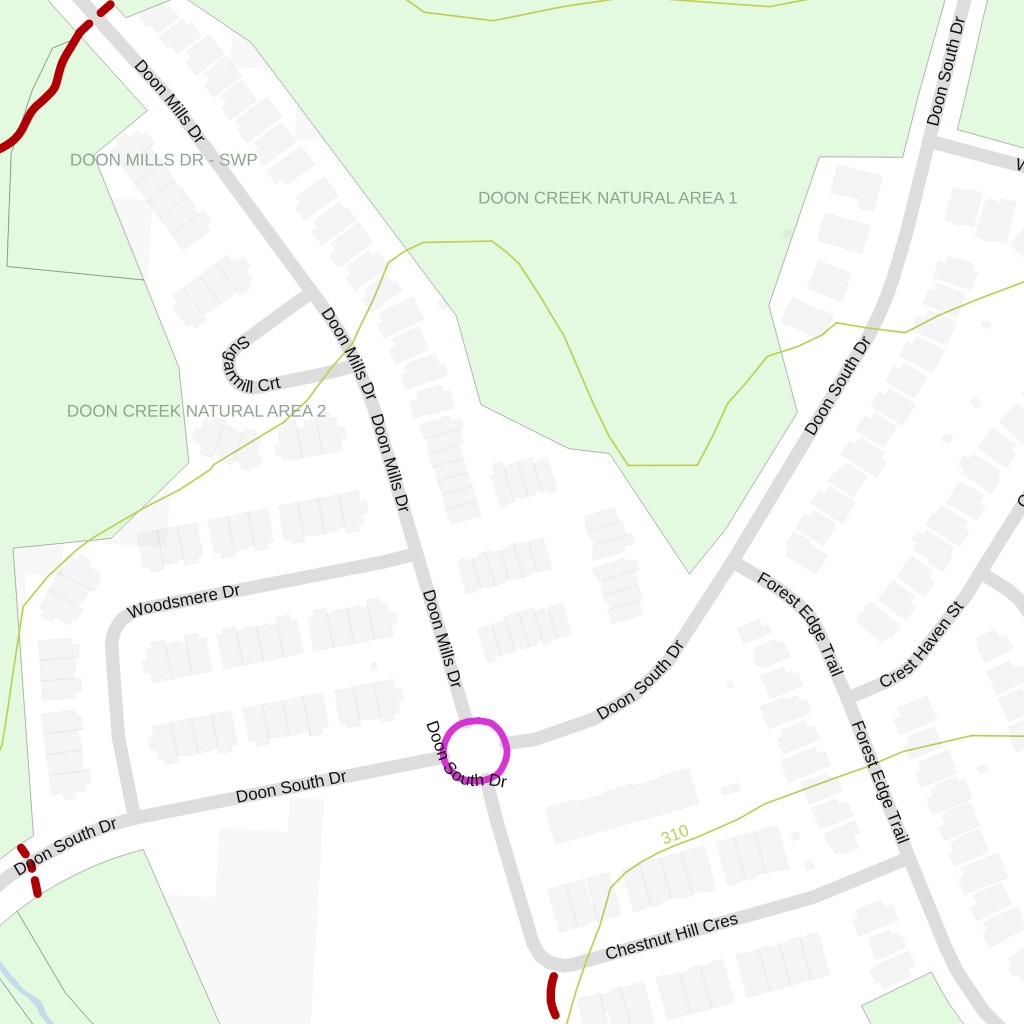 Doon South Dr
Doon Mills Dr
DOON MILLS DR - SWP
W
DOON CREEK NATURAL AREA 1
Sugarmill Crt
Doon Mills Dr
Doon South Dr
DOON CREEK NATURAL AREA 2
Doon Mills Dr
C
Woodsmere Dr
Forest Edge Trail
Doon Mills Dr
Crest Haven St
Doon South Dr
Doon South Dr
Forest Edge Trail
Doon South Dr
Doon South Dr
310
Chestnut Hill Cres